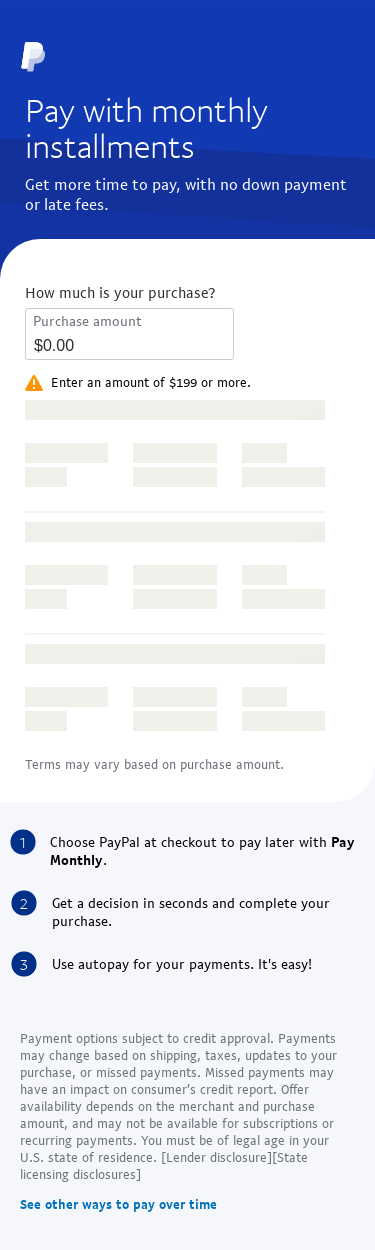 Pay with monthly
installments
Get more time to pay, with no down payment
or late fees.
How much is your purchase?
Purchase amount
$0.00
Enter an amount of $199 or more.
Terms may vary based on purchase amount.
1 Choose PayPal at checkout to pay later with Pay
Monthly.
2 Get a decision in seconds and complete your
purchase.
3 Use autopay for your payments. It's easy!
Payment options subject to credit approval. Payments
may change based on shipping, taxes, updates to your
purchase, or missed payments. Missed payments may
have an impact on consumer's credit report. Offer
availability depends on the merchant and purchase
amount, and may not be available for subscriptions or
recurring payments. You must be of legal age in your
U.S. state of residence. [Lender disclosure][State
licensing disclosures]
See other ways to pay over time